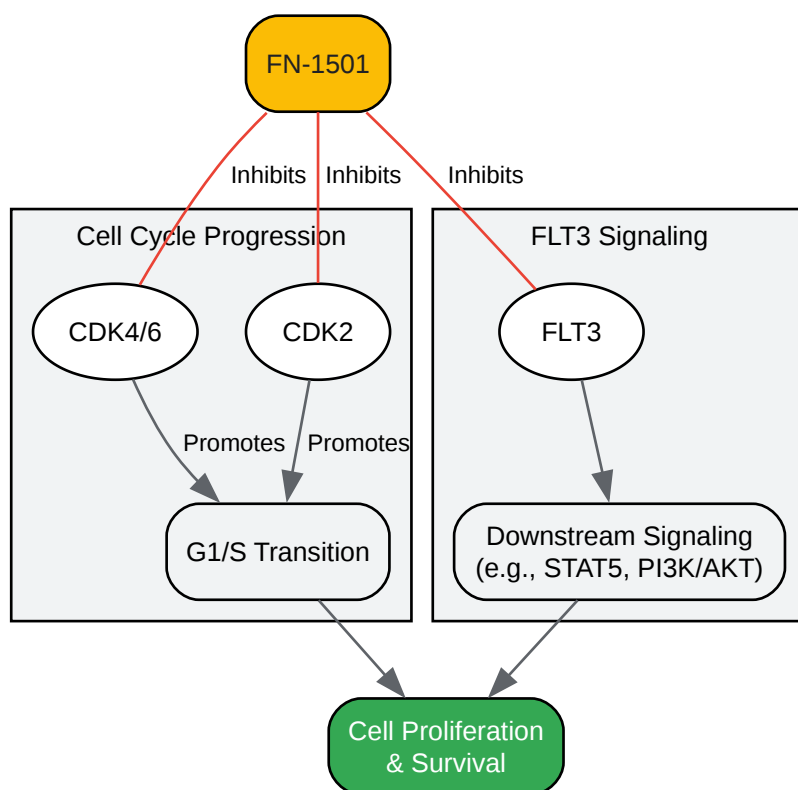 FN-1501
Inhibits
Inhibits
Inhibits
Cell Cycle Progression
FLT3 Signaling
CDK4/6
CDK2
FLT3
Promotes
Promotes
G1/S Transition
Downstream Signaling
(e.g., STAT5, PI3K/AKT)
Cell Proliferation
& Survival